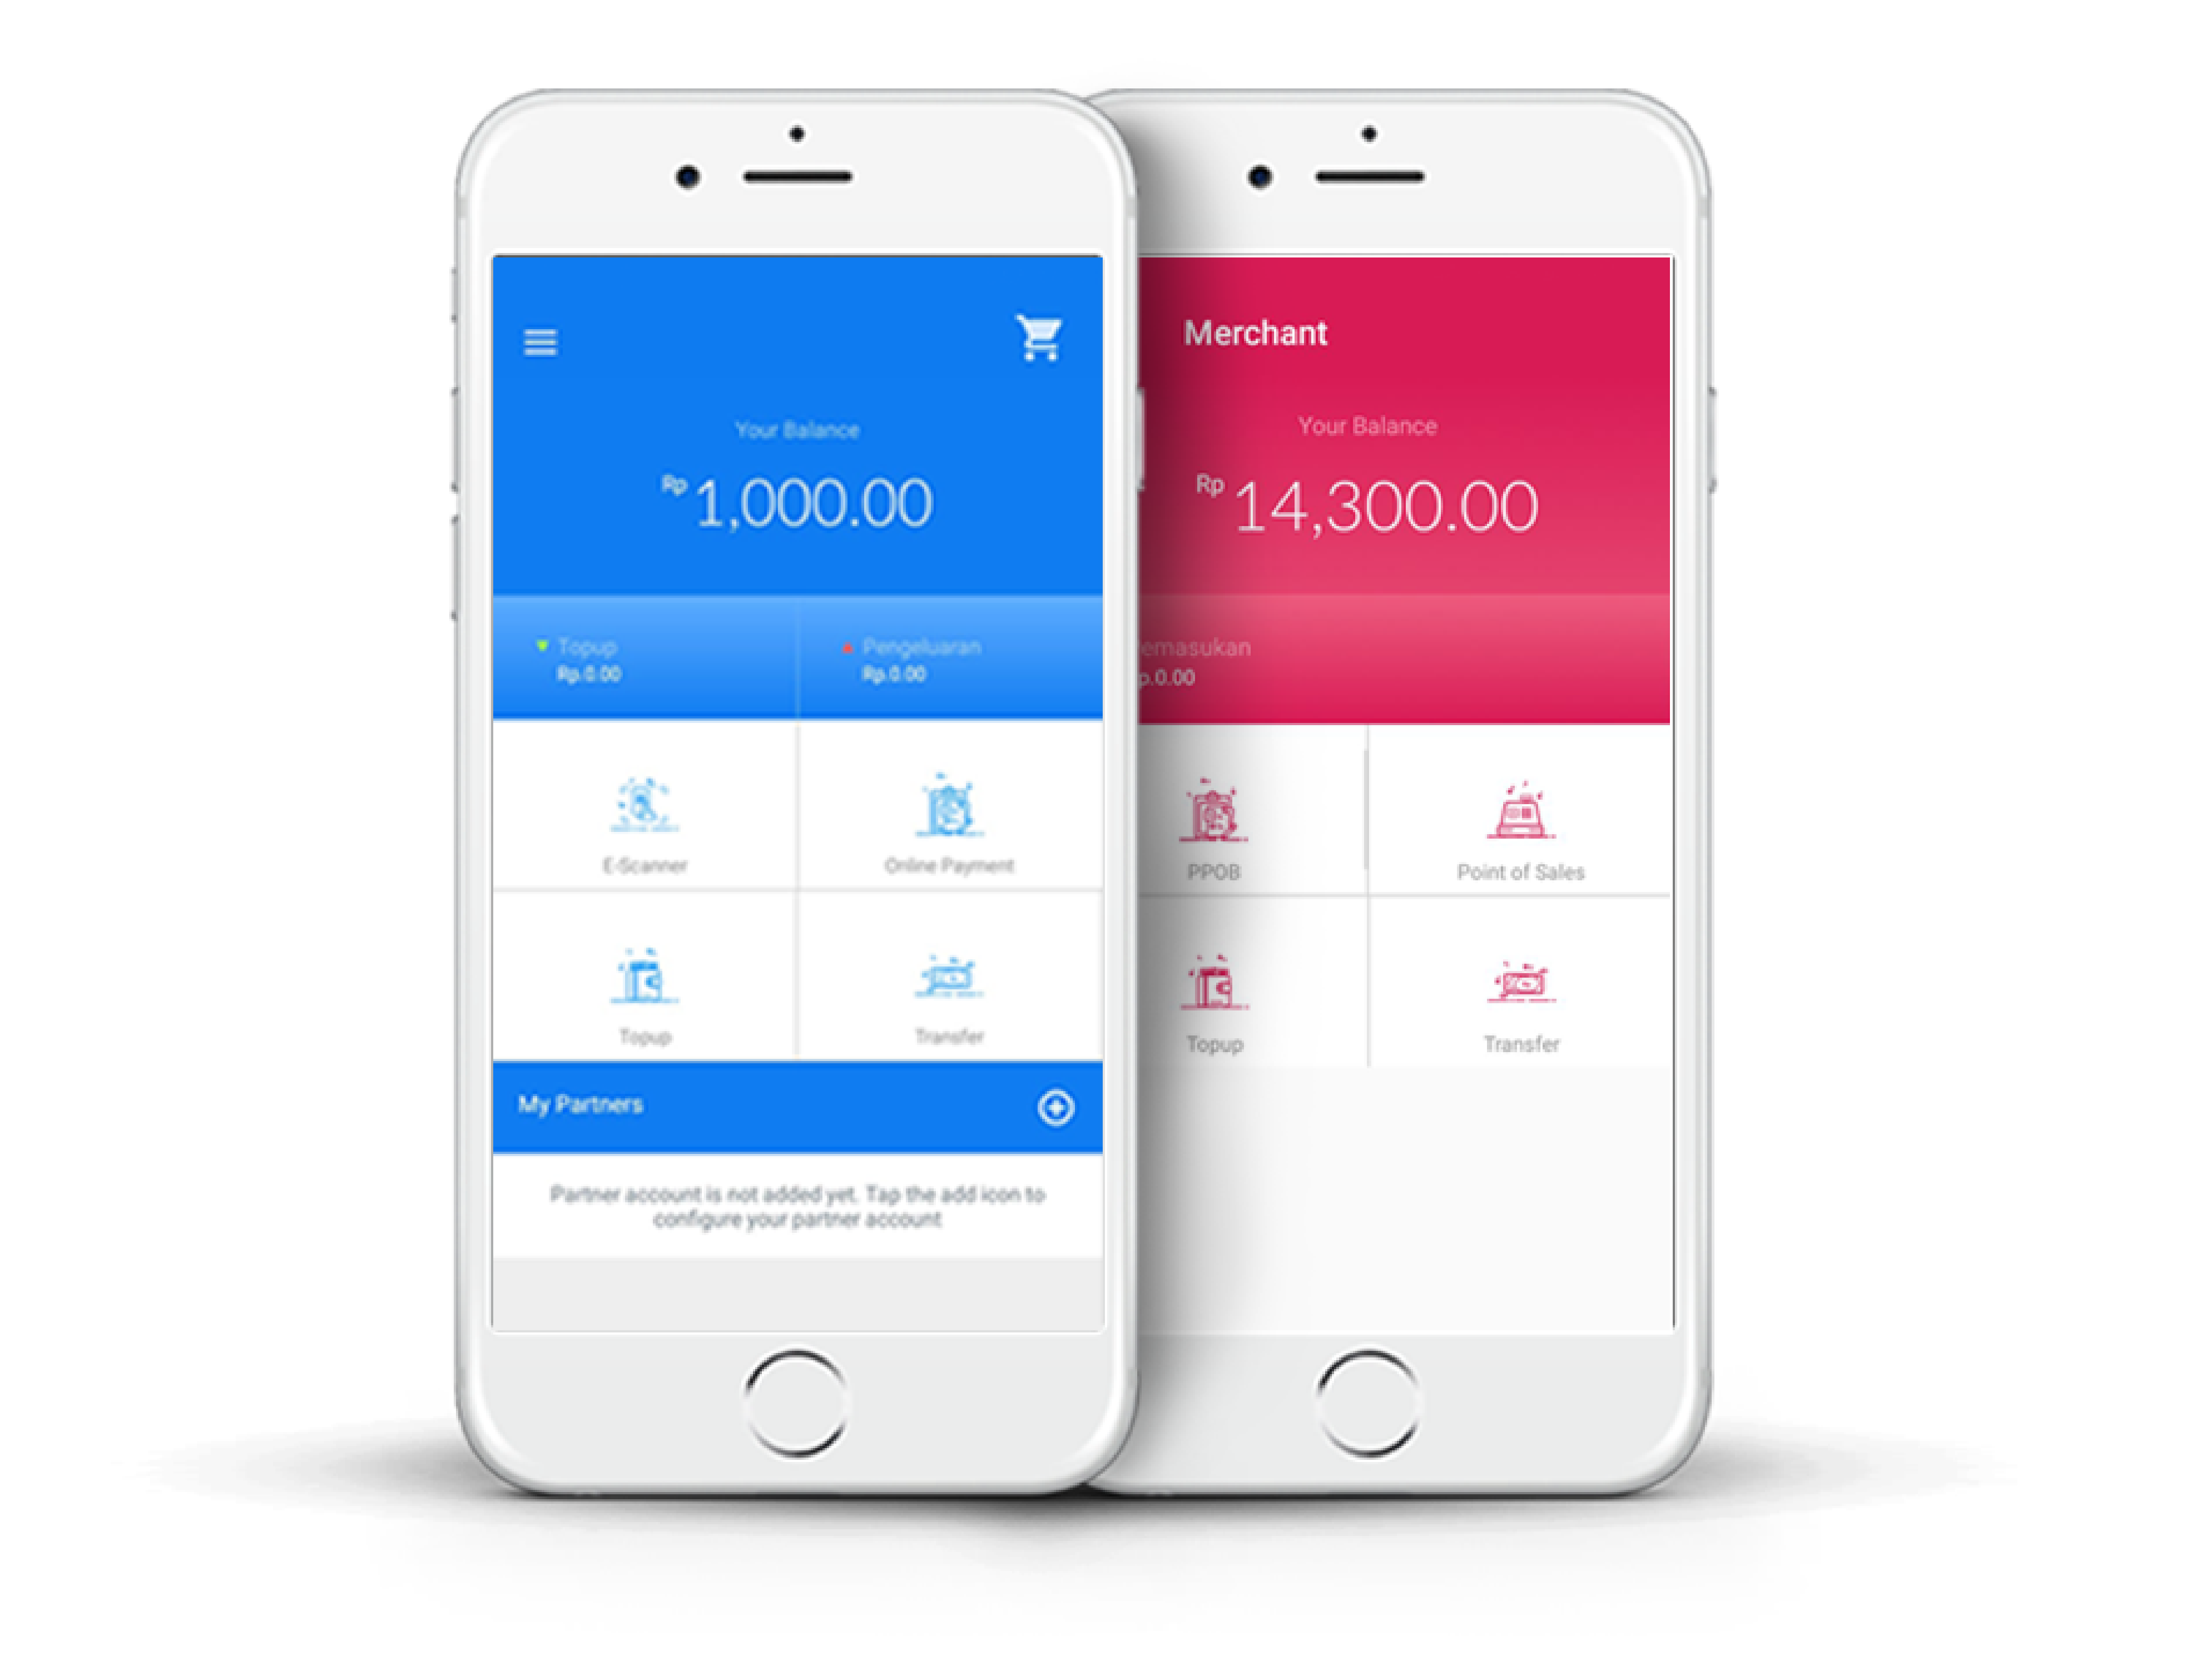 Your Balance
Rp 1,000.00
Topup
Rp.0.00
Pengeluaran
Rp.0.00
E-Scanner
Online Payment
Topup
Transfer
My Partners
Partner account is not added yet. Tap the add icon to
configure your partner account
Merchant
Your Balance
Rp 14,300.00
emasukan
p.0.00
PPOB
Point of Sales
Topup
Transfer